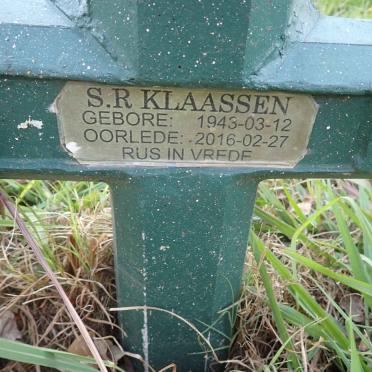 S.R KLAASSEN
GEBORE: 1943-03-12
OORLEDE: 2016-02-27
RUS IN VREDE